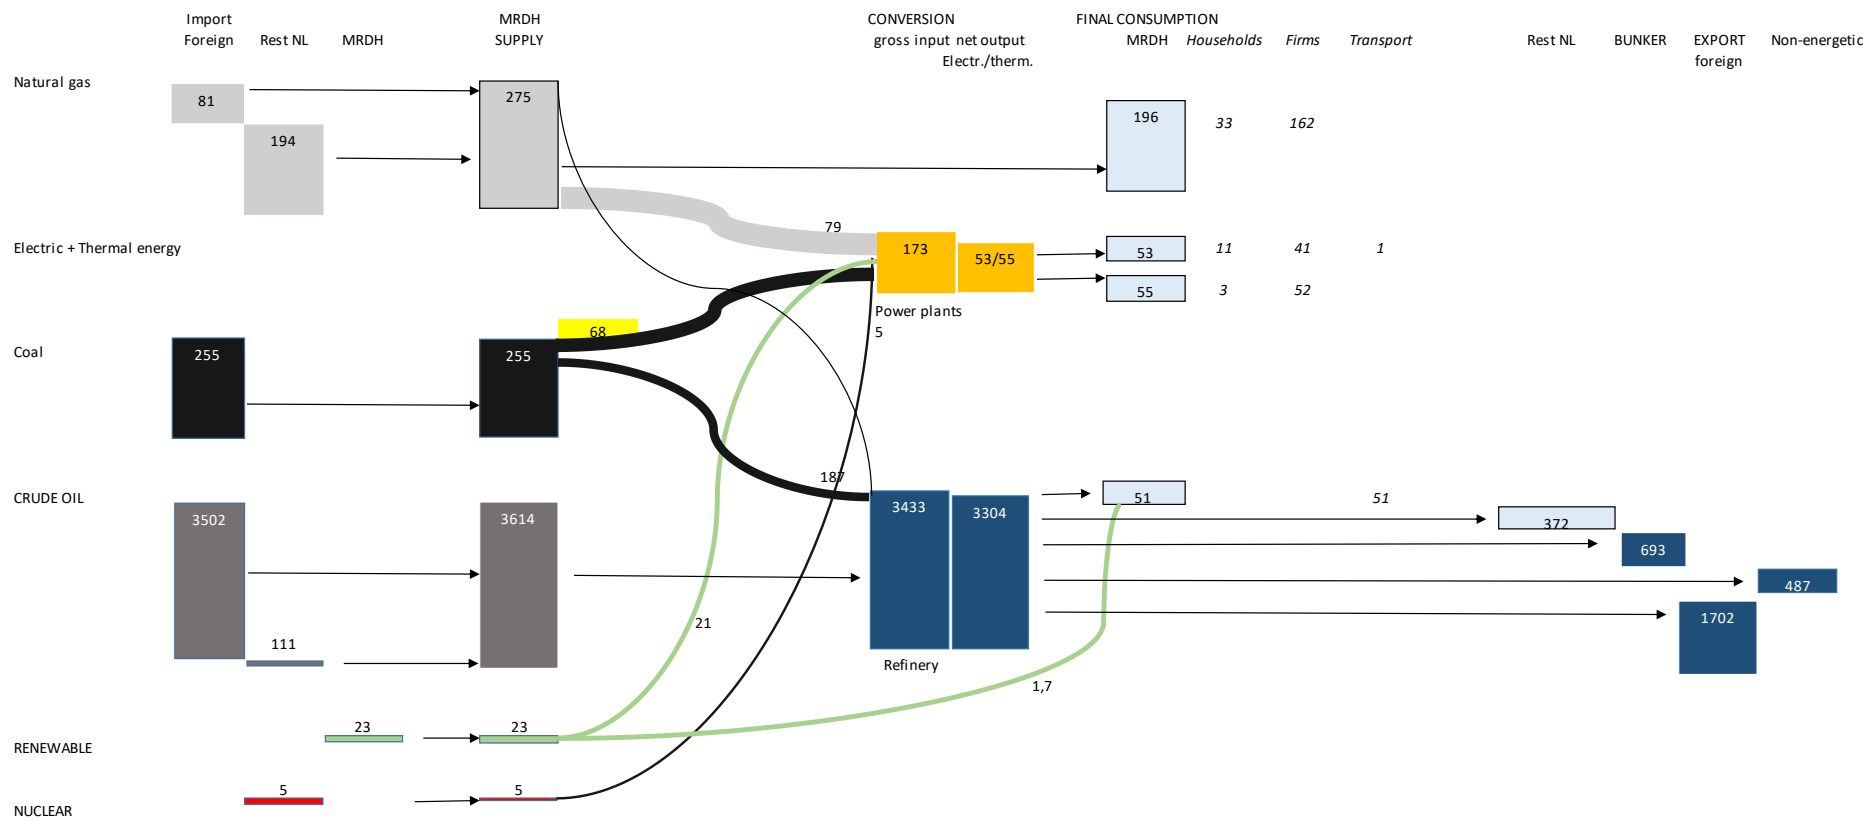 Import MRDH CONVERSION FINAL CONSUMPTION
Foreign Rest NL MRDH SUPPLY gross input net output MRDH Households Firms Transport Rest NL BUNKER EXPORT Non-energetic
Electr./therm. foreign
Natural gas
81 275
194 196 33 162
79
Electric + Thermal energy 173 53/55 53 11 41 1
55 3 52
Power plants
68 5
Coal 255 255
187
CRUDE OIL 3502 3614 3433 3304 51 51
372
693
487
111 21 1702
Refinery
1,7
23 23
RENEWABLE
5 5
NUCLEAR